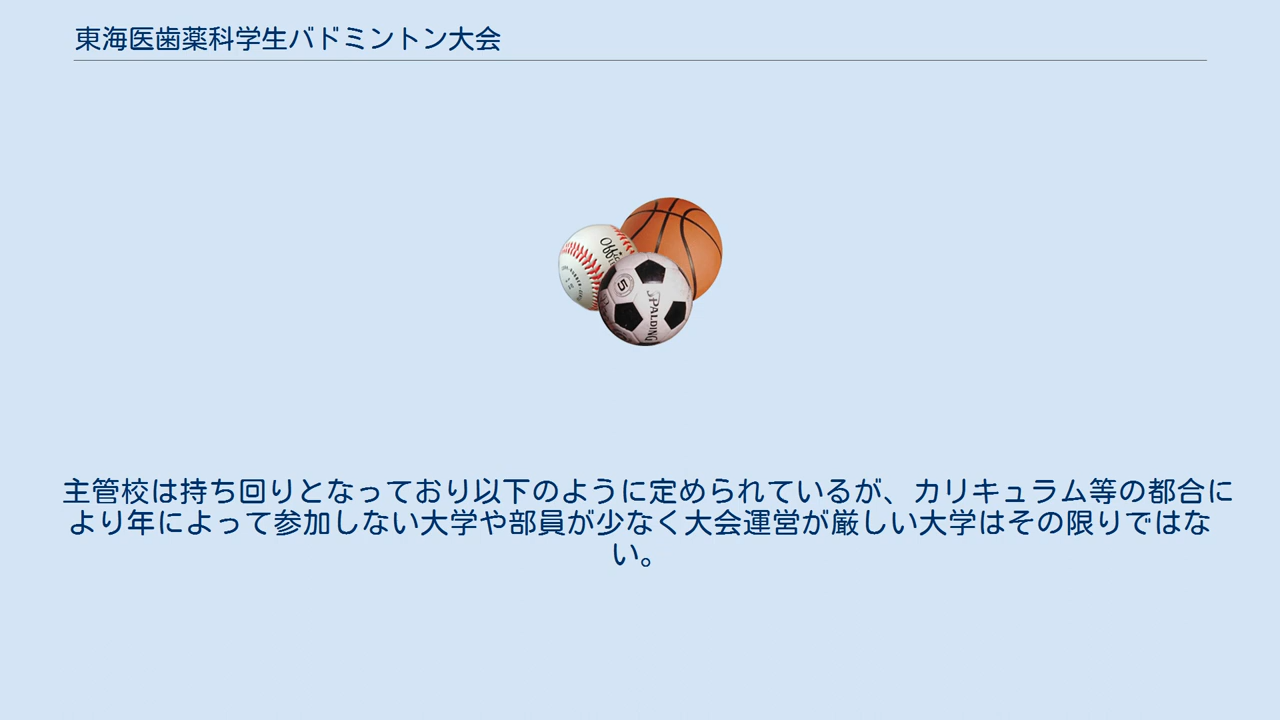 東海医歯薬科学生バドミントン大会
SPALDING
5
主管校は持ち回りとなっており以下のように定められているが、カリキュラム等の都合に
より年によって参加しない大学や部員が少なく大会運営が厳しい大学はその限りではな
い。